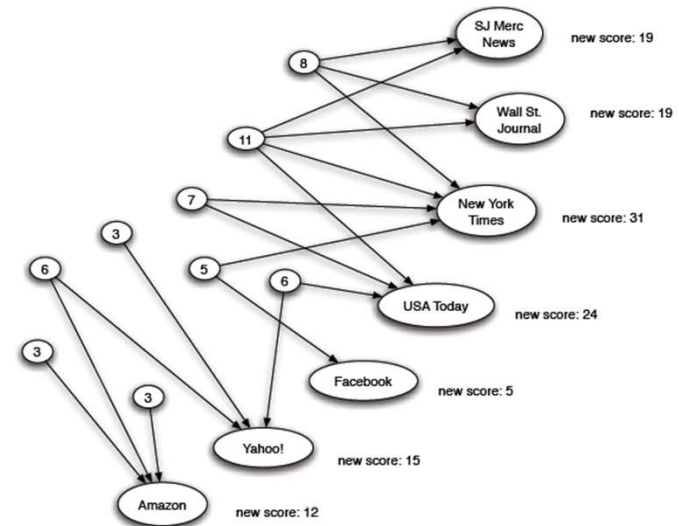 SJ Merc
News
new score: 19
8
Wall St.
Journal
new score: 19
11
7
New York
Times
new score: 31
3
6
5
6
USA Today
new score: 24
3
Facebook
new score: 5
3
Yahoo!
new score: 15
Amazon
new score: 12